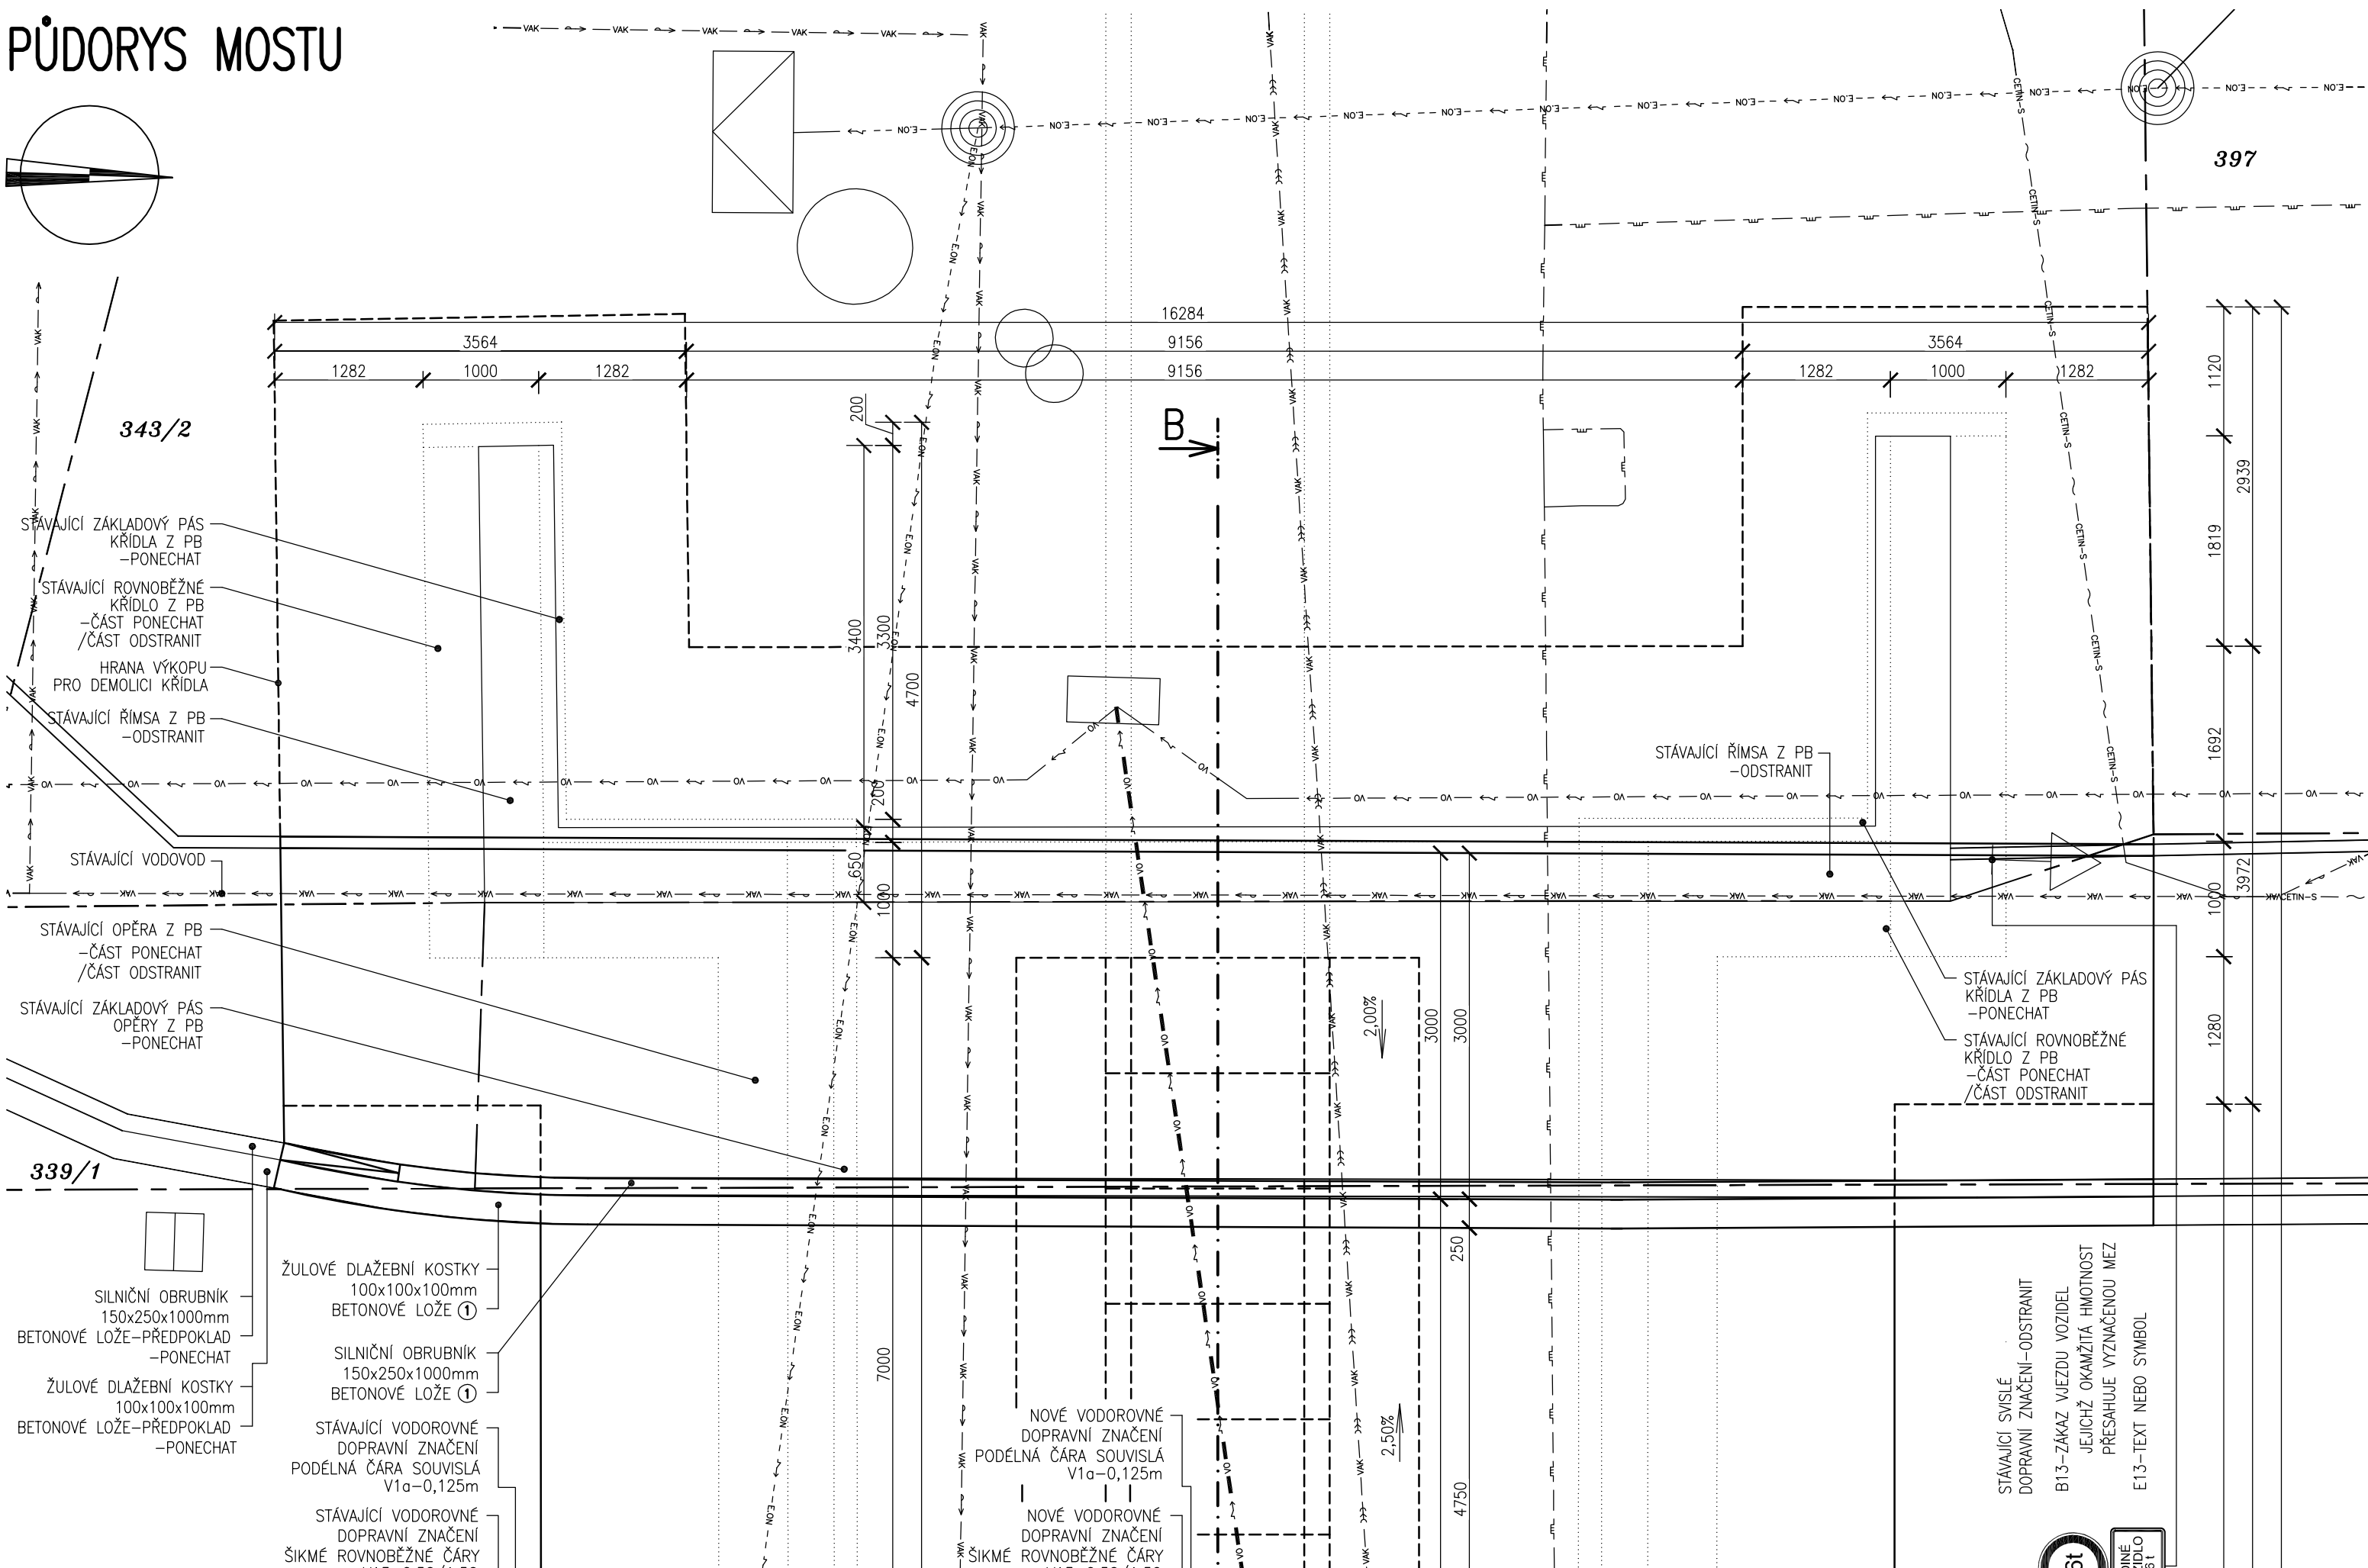 PŮDORYS MOSTU
397
343/2
339/1
16284
3564
9156
3564
1282
1000
1282
9156
1282
1000
1282
B
200
3400
3300
4700
200
650
1000
7000
1120
2939
1819
1692
3972
1000
1280
3000
3000
250
4750
2,00%
2,50%
STÁVAJÍCÍ ZÁKLADOVÝ PÁS
KŘÍDLA Z PB
-PONECHAT
STÁVAJÍCÍ ROVNOBĚŽNÉ
KŘÍDLO Z PB
-ČÁST PONECHAT
/ČÁST ODSTRANIT
HRANA VÝKOPU
PRO DEMOLICI KŘÍDLA
STÁVAJÍCÍ ŘÍMSA Z PB
-ODSTRANIT
STÁVAJÍCÍ VODOVOD
STÁVAJÍCÍ OPĚRA Z PB
-ČÁST PONECHAT
/ČÁST ODSTRANIT
STÁVAJÍCÍ ZÁKLADOVÝ PÁS
OPĚRY Z PB
-PONECHAT
SILNIČNÍ OBRUBNÍK
150x250x1000mm
BETONOVÉ LOŽE-PŘEDPOKLAD
-PONECHAT
ŽULOVÉ DLAŽEBNÍ KOSTKY
100x100x100mm
BETONOVÉ LOŽE-PŘEDPOKLAD
-PONECHAT
ŽULOVÉ DLAŽEBNÍ KOSTKY
100x100x100mm
BETONOVÉ LOŽE 1
SILNIČNÍ OBRUBNÍK
150x250x1000mm
BETONOVÉ LOŽE 1
STÁVAJÍCÍ VODOROVNÉ
DOPRAVNÍ ZNAČENÍ
PODÉLNÁ ČÁRA SOUVISLÁ
V1a-0,125m
STÁVAJÍCÍ VODOROVNÉ
DOPRAVNÍ ZNAČENÍ
ŠIKMÉ ROVNOBĚŽNÉ ČÁRY
NOVÉ VODOROVNÉ
DOPRAVNÍ ZNAČENÍ
PODÉLNÁ ČÁRA SOUVISLÁ
V1a-0,125m
NOVÉ VODOROVNÉ
DOPRAVNÍ ZNAČENÍ
ŠIKMÉ ROVNOBĚŽNÉ ČÁRY
STÁVAJÍCÍ ŘÍMSA Z PB
-ODSTRANIT
STÁVAJÍCÍ ZÁKLADOVÝ PÁS
KŘÍDLA Z PB
-PONECHAT
STÁVAJÍCÍ ROVNOBĚŽNÉ
KŘÍDLO Z PB
-ČÁST PONECHAT
/ČÁST ODSTRANIT
STÁVAJÍCÍ SVISLÉ
DOPRAVNÍ ZNAČENÍ-ODSTRANIT
B13-ZÁKAZ VJEZDU VOZIDEL
JEJICHŽ OKAMŽITÁ HMOTNOST
PŘESAHUJE VYZNAČENOU MEZ
E13-TEXT NEBO SYMBOL
VAK
E.ON
CETIN-S
VO